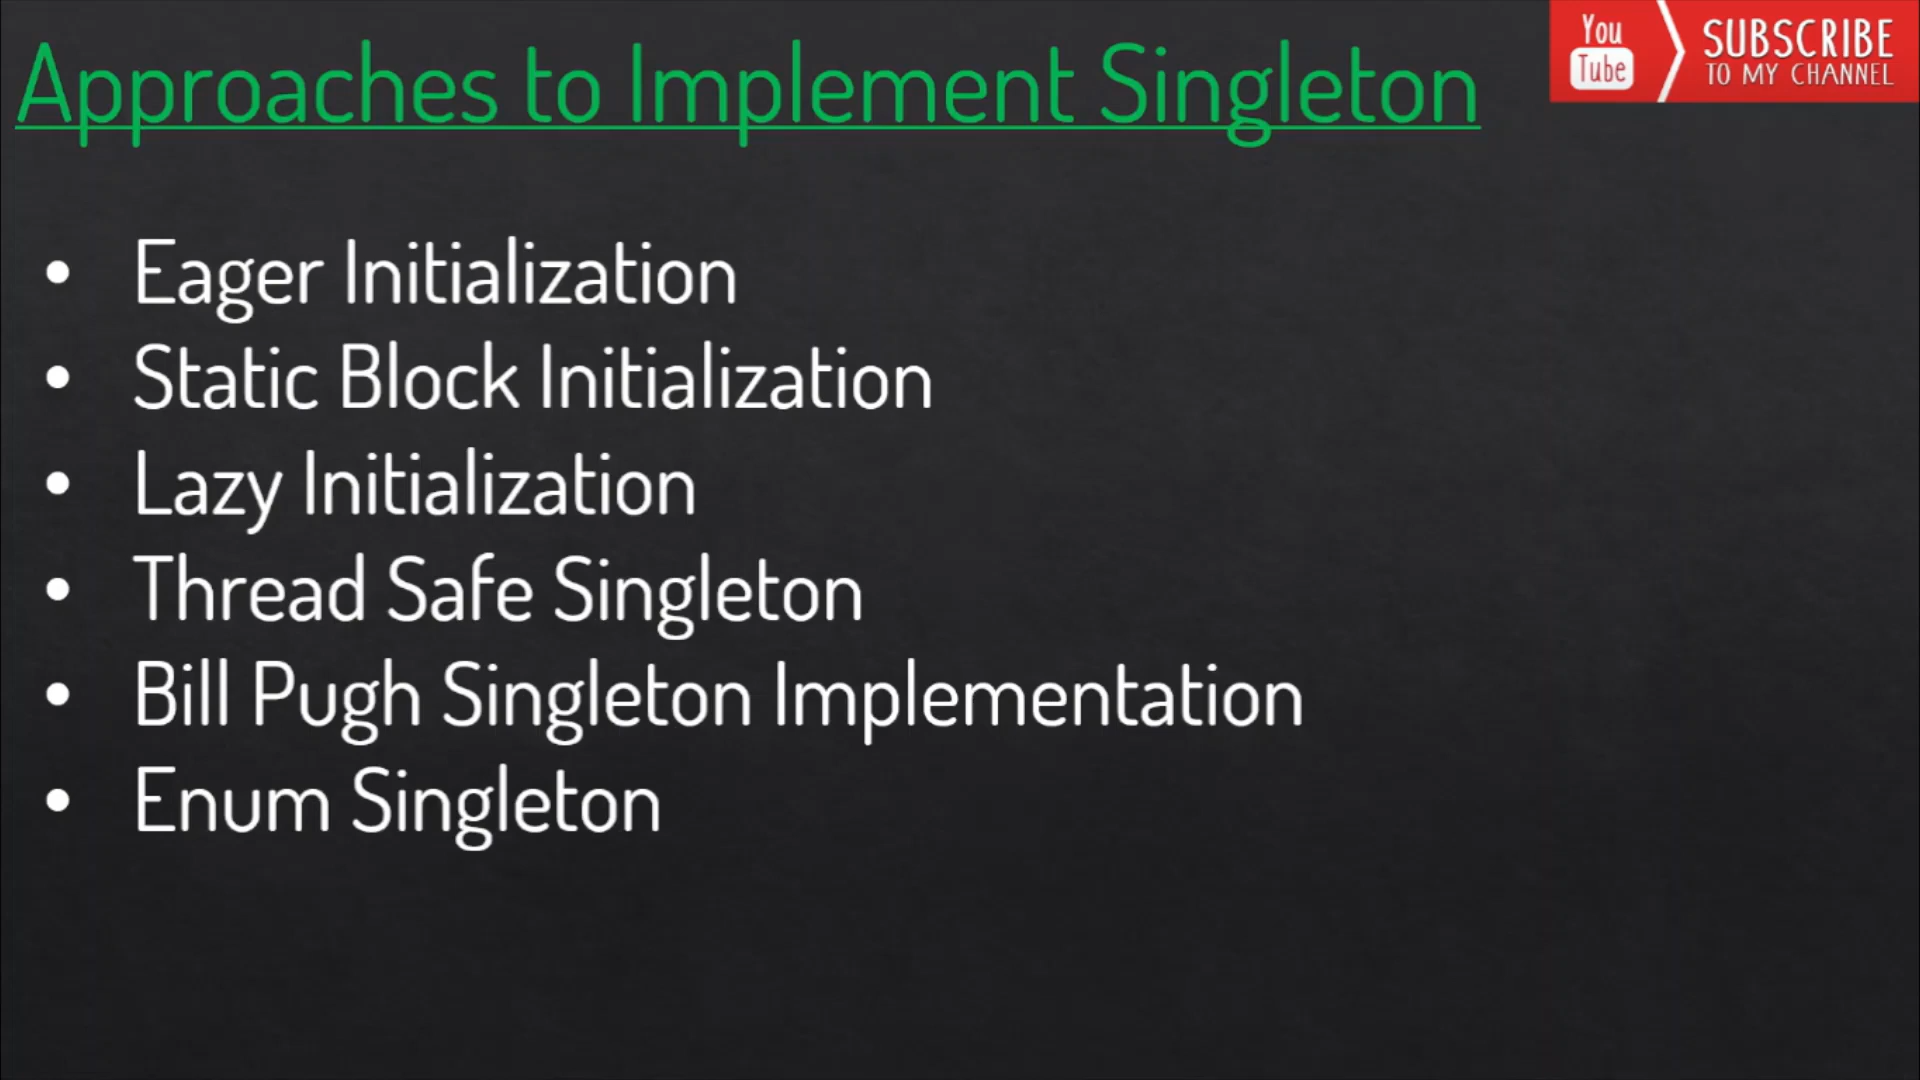 Approaches to Implement Singleton
You
Tube
SUBSCRIBE
TO MY CHANNEL
• Eager Initialization
• Static Block Initialization
• Lazy Initialization
• Thread Safe Singleton
• Bill Pugh Singleton Implementation
• Enum Singleton